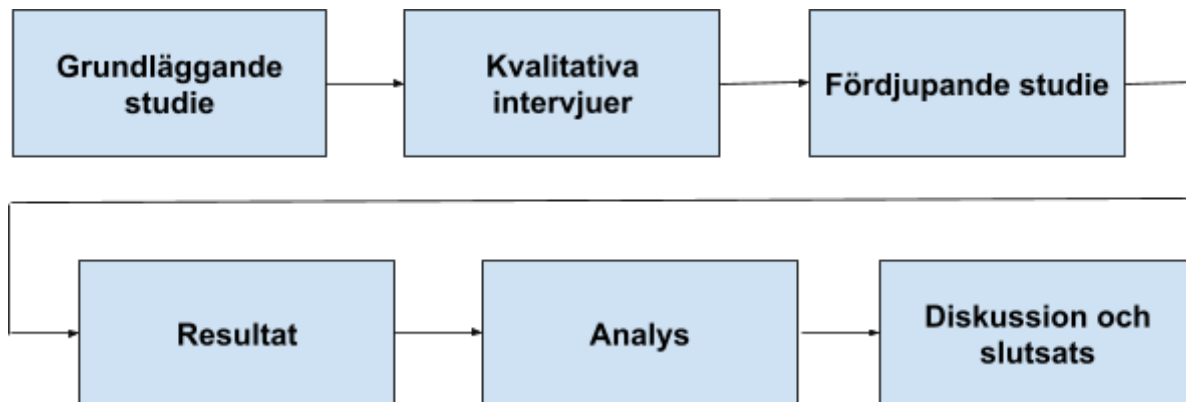 Grundläggande
studie
Kvalitativa
intervjuer
Fördjupande studie
Resultat
Analys
Diskussion och
slutsats